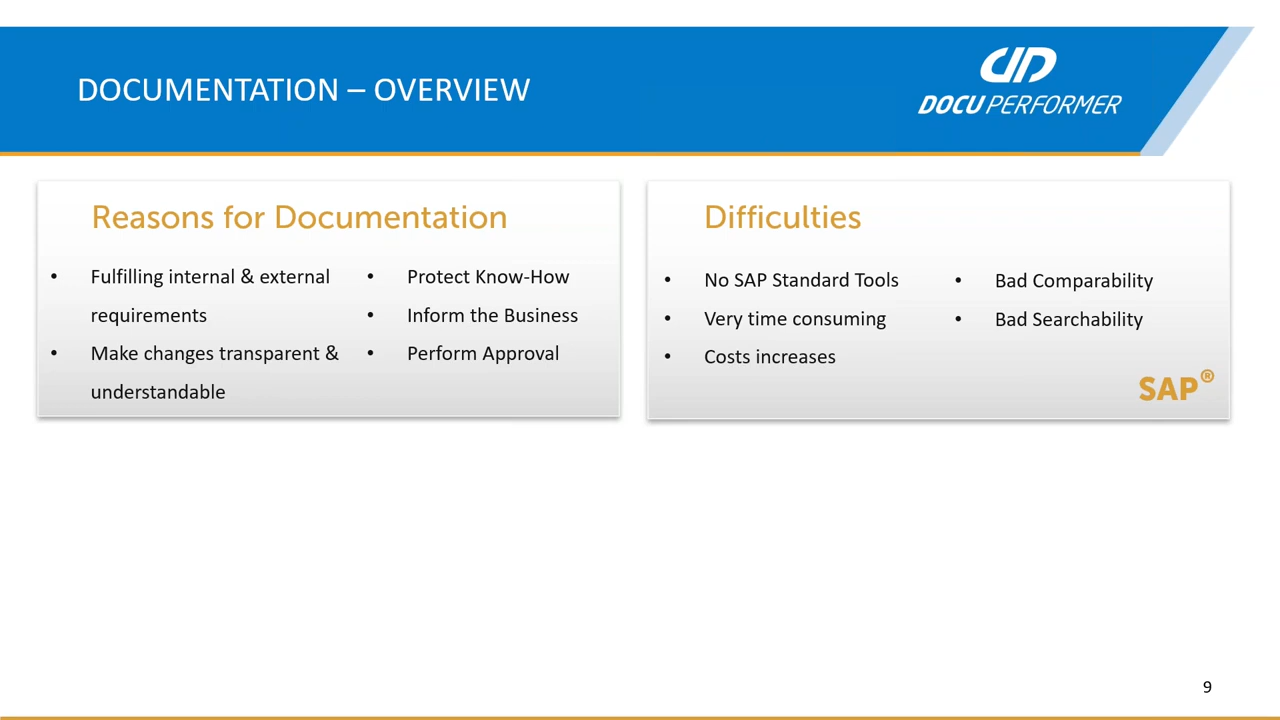 DOCUMENTATION – OVERVIEW
DOCU PERFORMER
Reasons for Documentation
• Fulfilling internal & external
requirements
• Make changes transparent &
understandable
• Protect Know-How
• Inform the Business
• Perform Approval
Difficulties
• No SAP Standard Tools
• Very time consuming
• Costs increases
• Bad Comparability
• Bad Searchability
SAP®
9